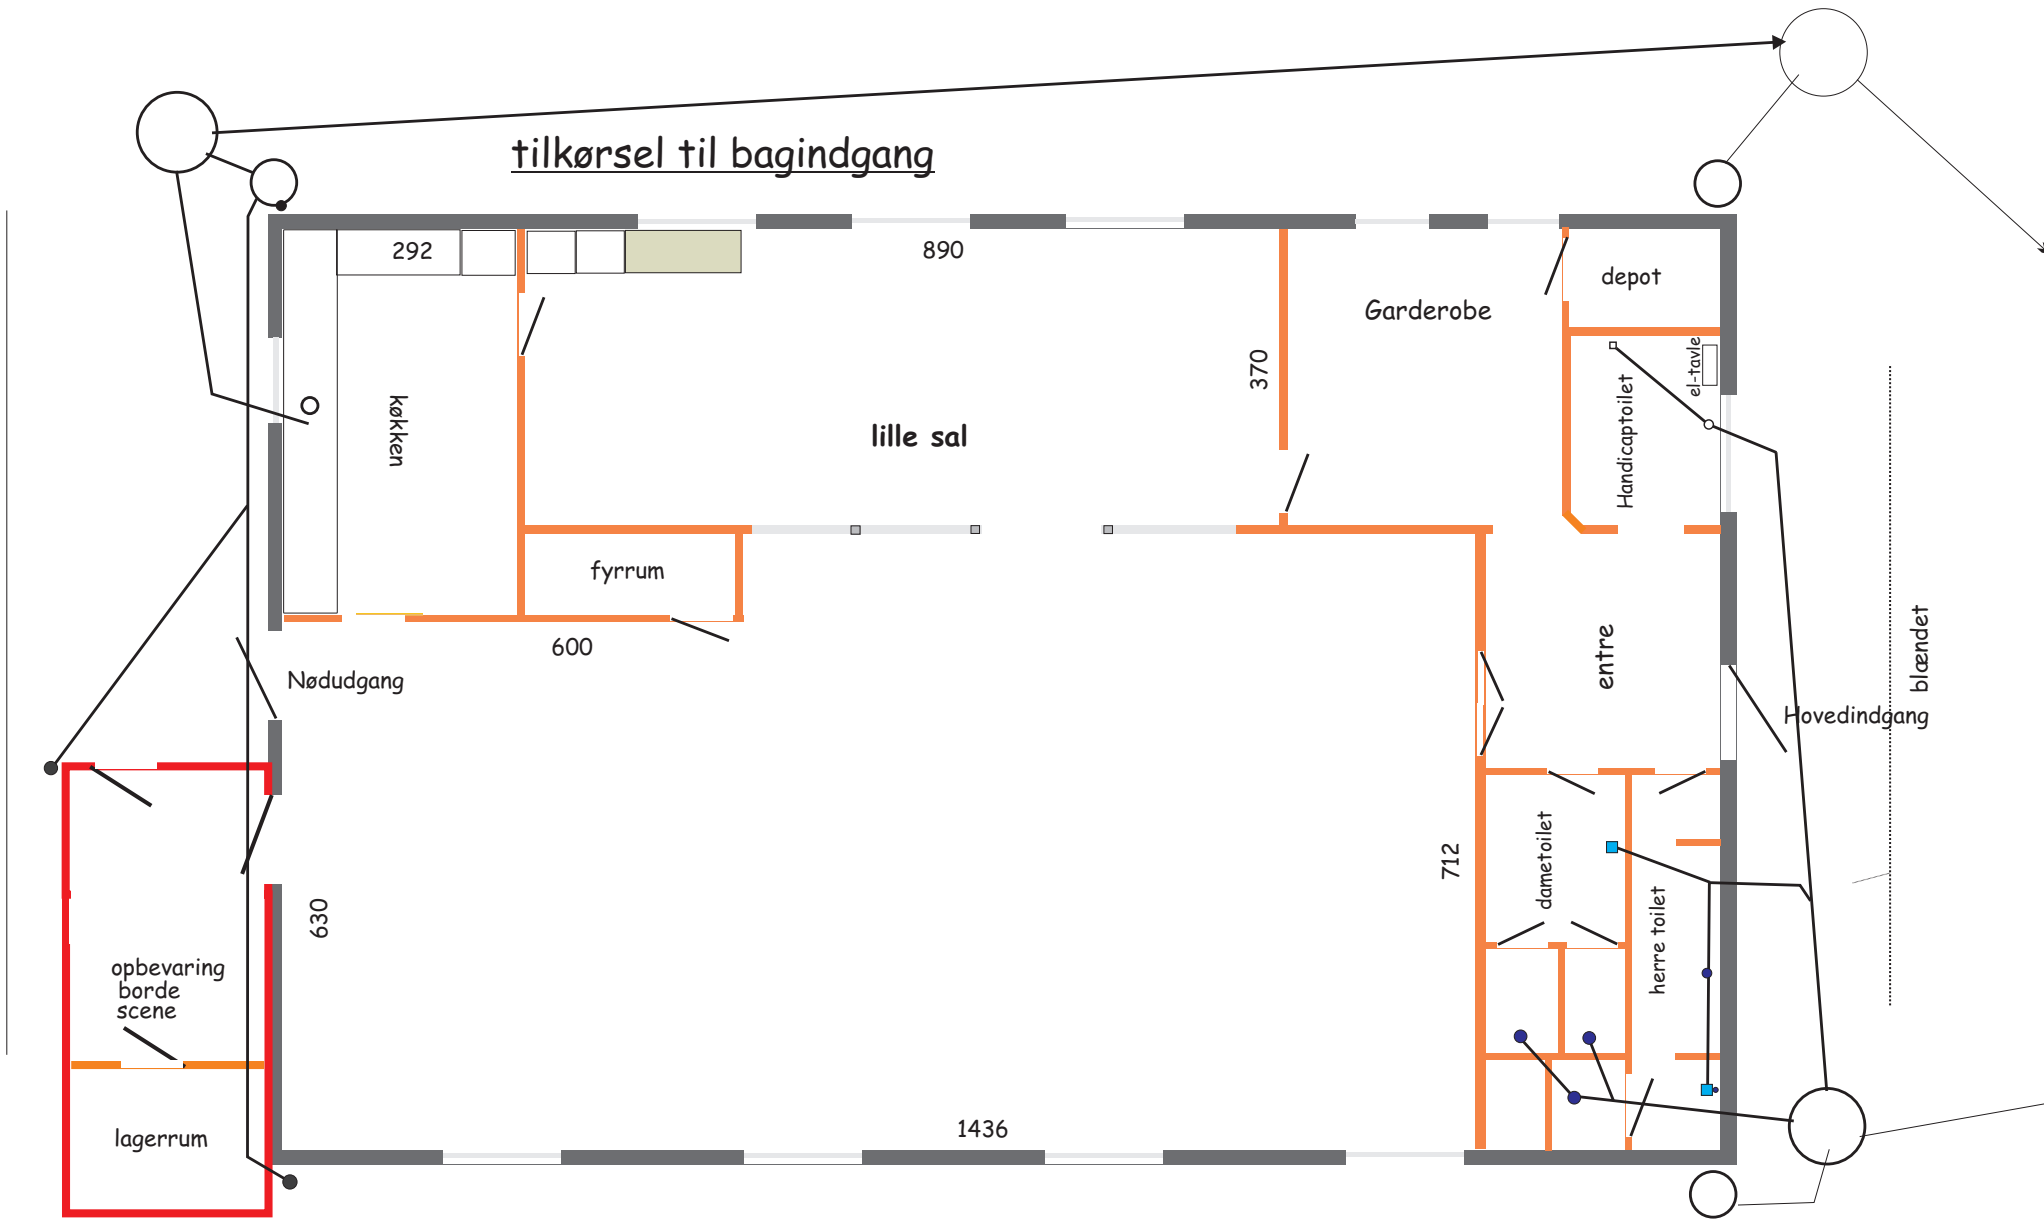 tilkørsel til bagindgang
292
890
depot
Garderobe
el-tavle
370
Handicaptoilet
køkken
lille sal
fyrrum
600
entre
blændet
Nødudgang
Hovedindgang
dametoilet
712
630
herre toilet
opbevaring
borde
scene
1436
lagerrum